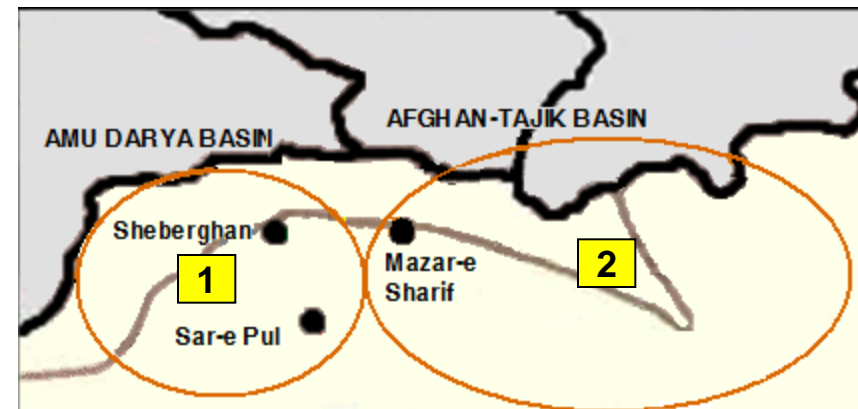 AMU DARYA BASIN
AFGHAN-TAJIK BASIN
Sheberghan
Mazar-e
Sharif
1
2
Sar-e Pul